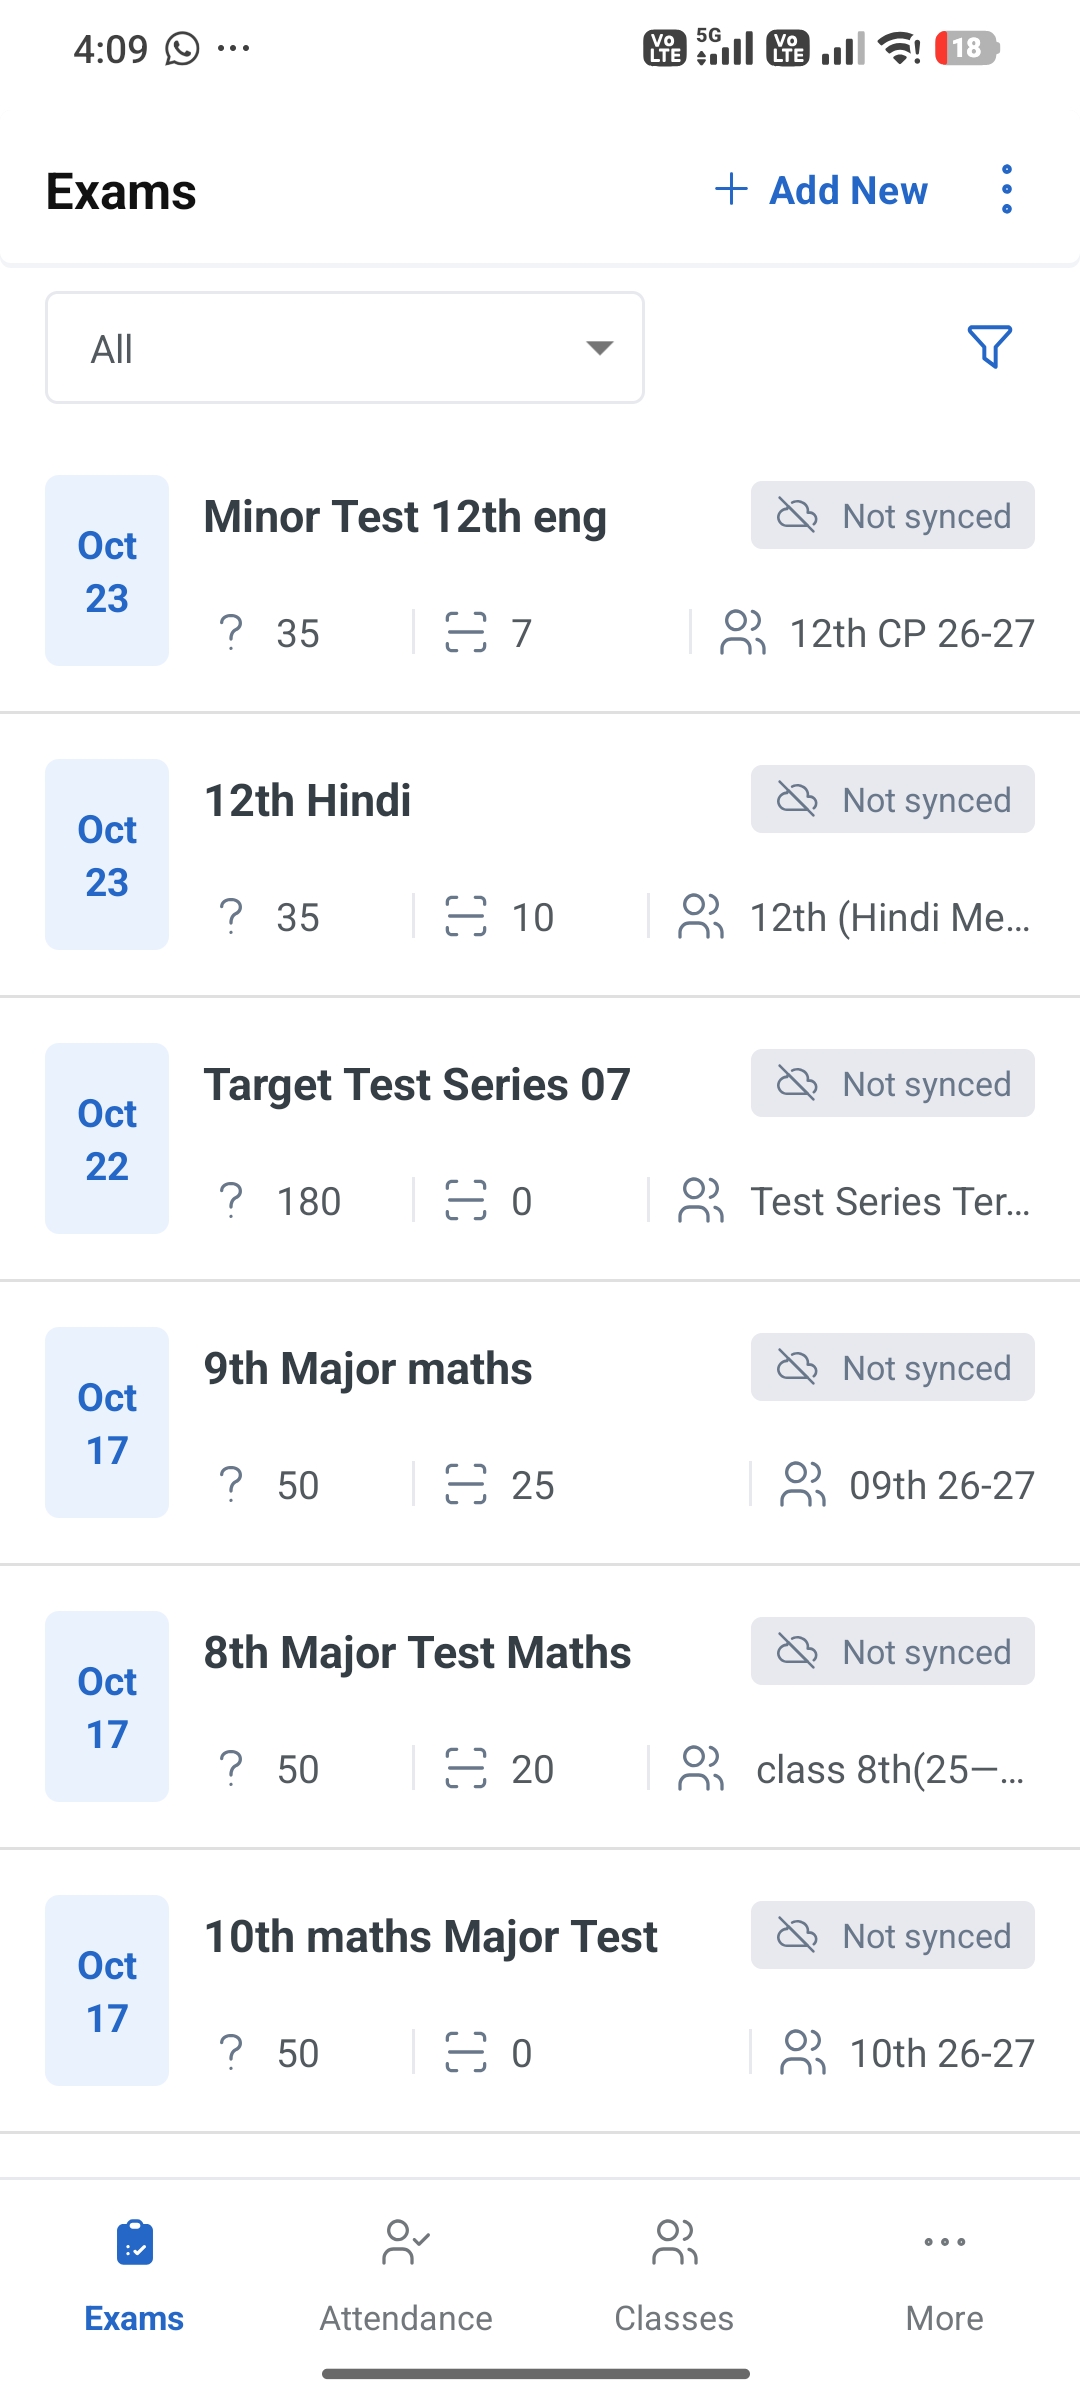 4:09
Vo LTE 5G Vo LTE 18
Exams
+ Add New
All
Oct 23
Minor Test 12th eng
Not synced
? 35
7
12th CP 26-27
Oct 23
12th Hindi
Not synced
? 35
10
12th (Hindi Me...
Oct 22
Target Test Series 07
Not synced
? 180
0
Test Series Ter...
Oct 17
9th Major maths
Not synced
? 50
25
09th 26-27
Oct 17
8th Major Test Maths
Not synced
? 50
20
class 8th(25—...
Oct 17
10th maths Major Test
Not synced
? 50
0
10th 26-27
Exams
Attendance
Classes
More